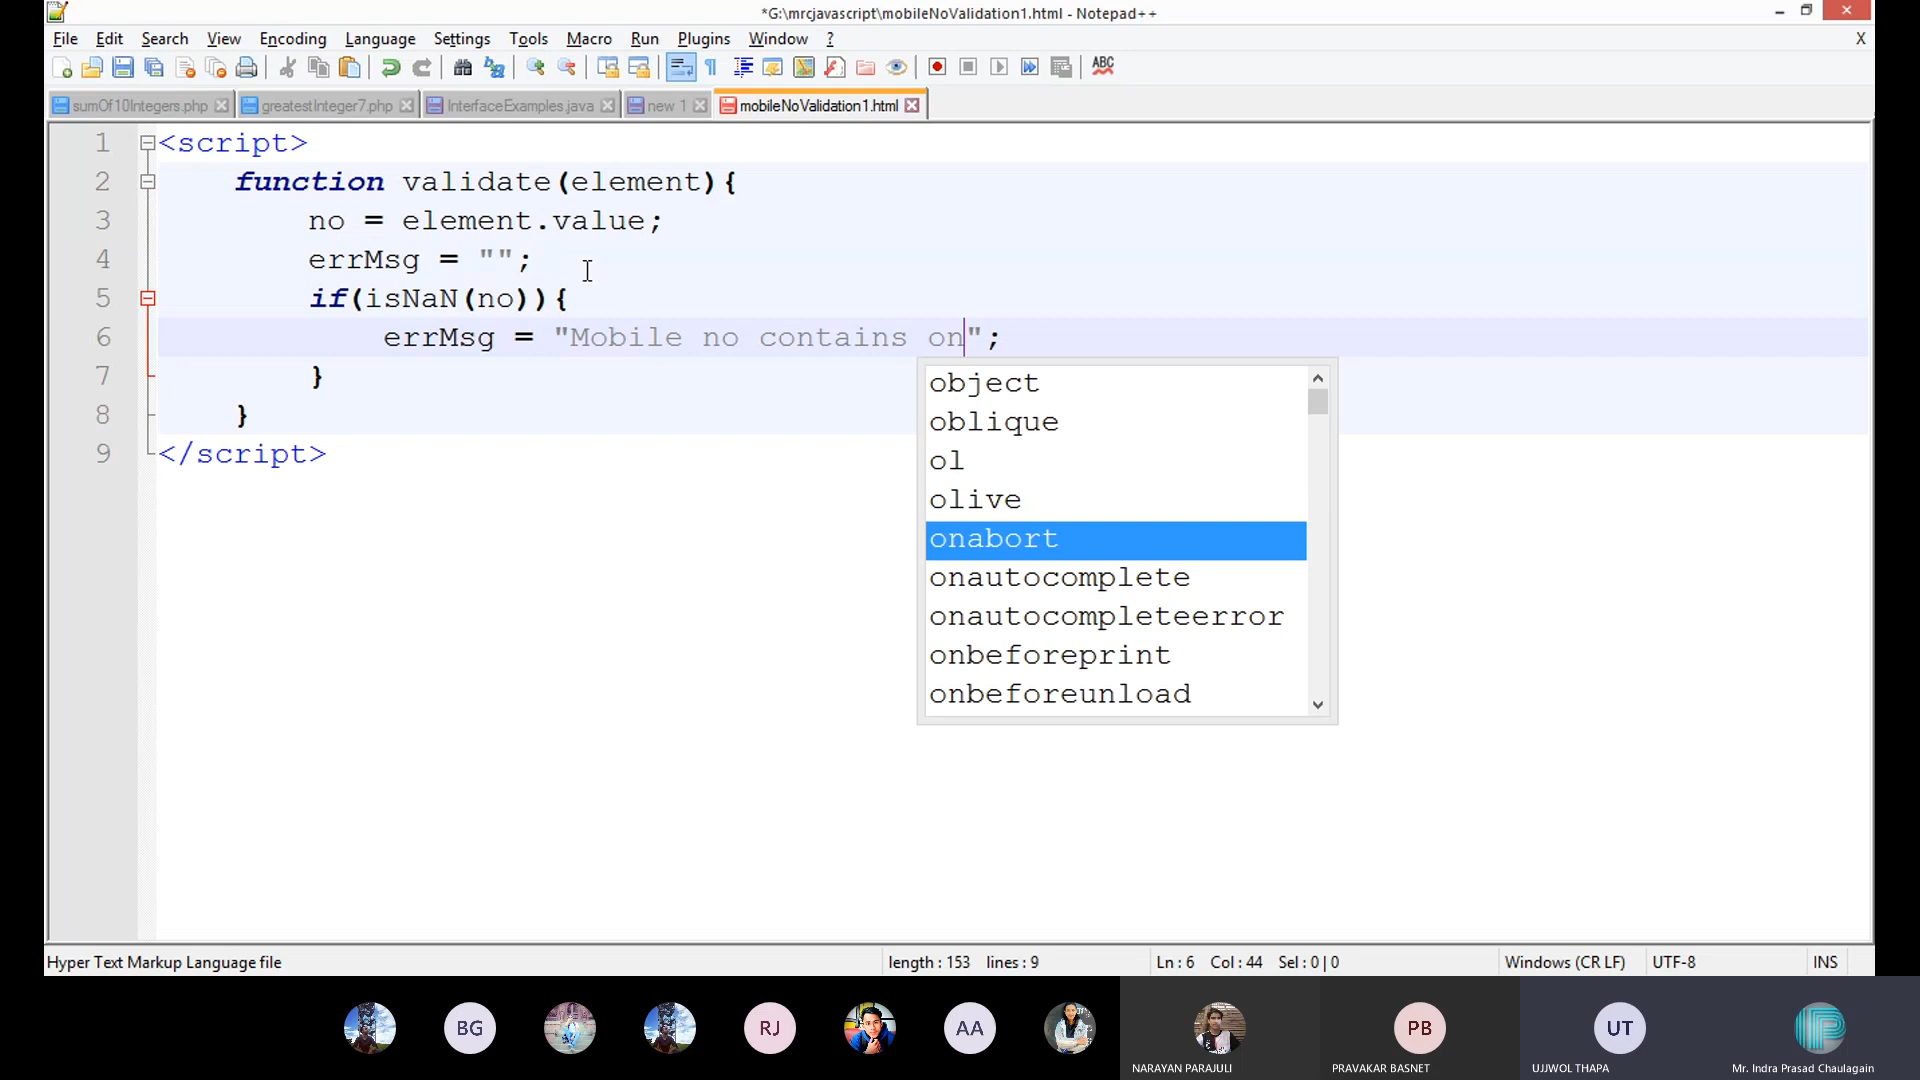 *G:\mrcjavascript\mobileNoValidation1.html - Notepad++
File Edit Search View Encoding Language Settings Tools Macro Run Plugins Window ? X
ABC
sumOf10Integers.php greatestInteger7.php InterfaceExamples.java new 1 mobileNoValidation1.html
1 <script>
2 function validate(element){
3 no = element.value;
4 errMsg = "";
5 if(isNaN(no)){
6 errMsg = "Mobile no contains on";
7 }
8 }
9 </script>
object
oblique
ol
olive
onabort
onautocomplete
onautocompleteerror
onbeforeprint
onbeforeunload
Hyper Text Markup Language file length : 153 lines : 9 Ln : 6 Col : 44 Sel : 0 | 0 Windows (CR LF) UTF-8 INS
BG RJ AA PB UT
NARAYAN PARAJULI PRAVAKAR BASNET UJJWOL THAPA Mr. Indra Prasad Chaulagain